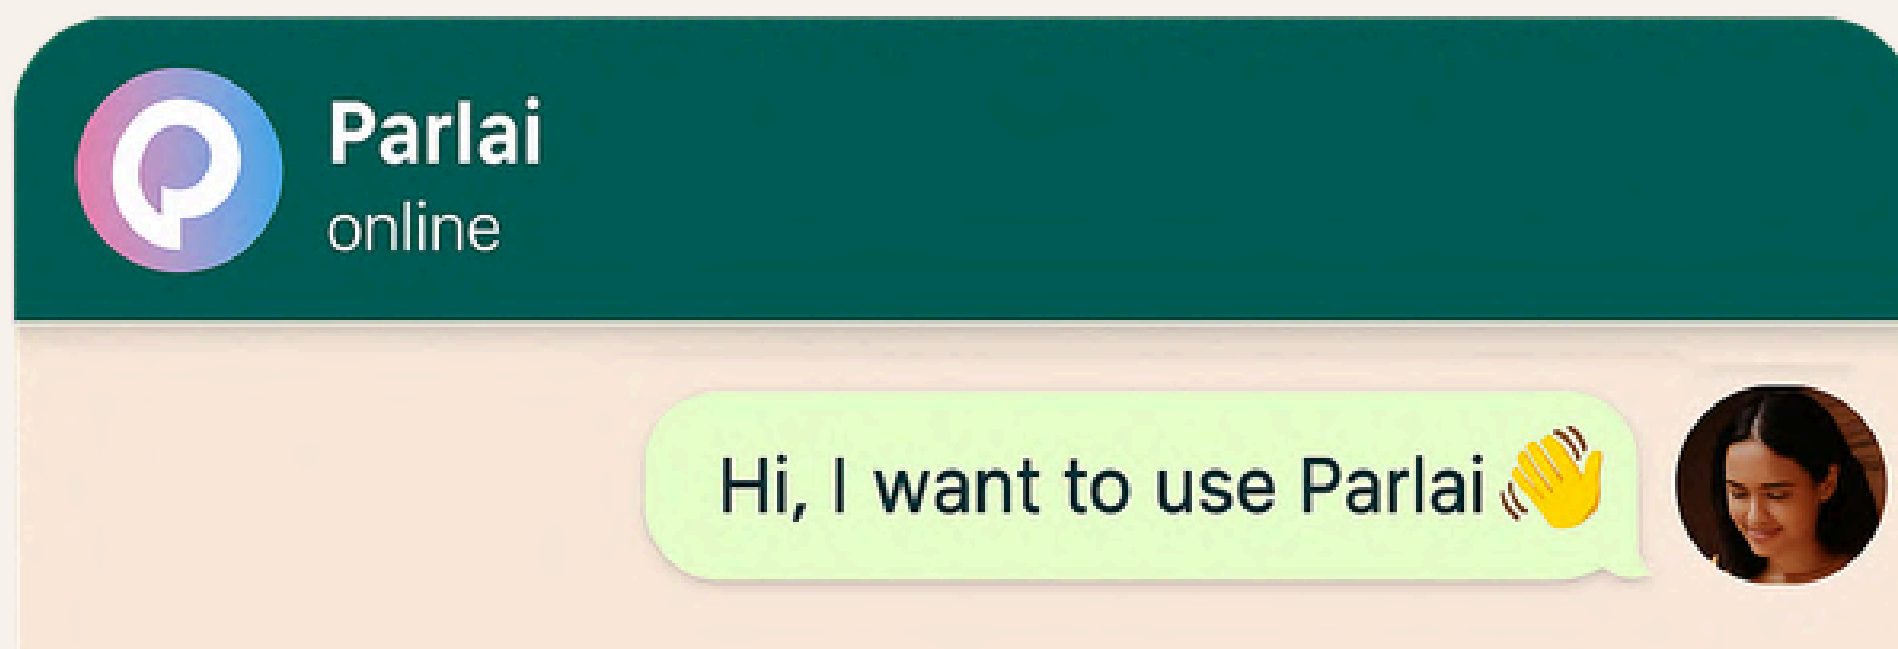 Parlai
online
Hi, I want to use Parlai 👋